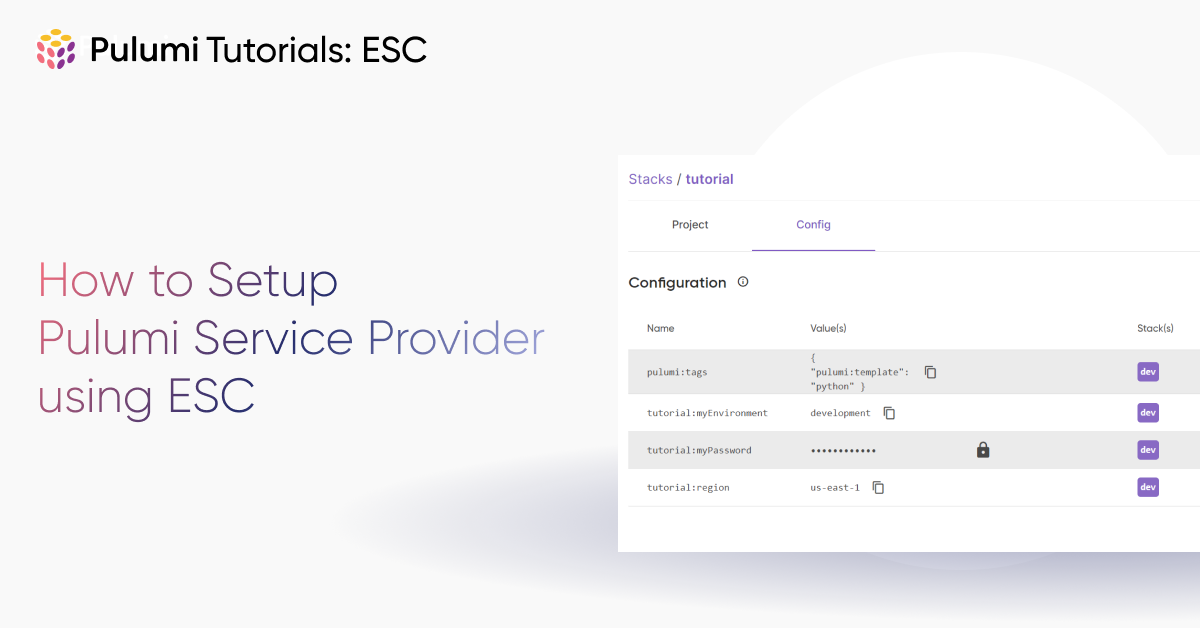 Pulumi Tutorials: ESC
How to Setup
Pulumi Service Provider
using ESC
Stacks / tutorial
Project Config
Configuration
Name Value(s) Stack(s)
{
pulumi:tags "pulumi:template": dev
"python" }
tutorial:myEnvironment development dev
tutorial:myPassword •••••••••••• dev
tutorial:region us-east-1 dev